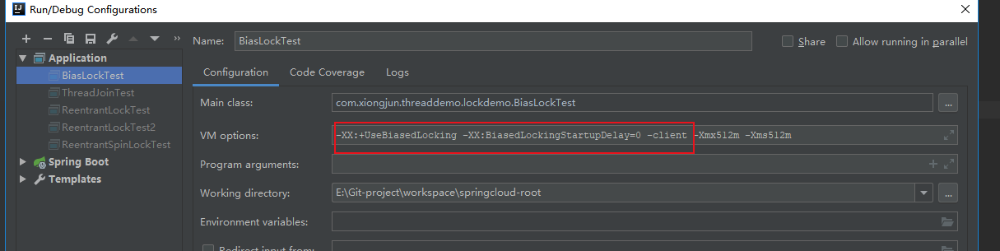 Run/Debug Configurations
Name: BiasLockTest Share Allow running in parallel
Application
BiasLockTest
ThreadJoinTest
ReentrantLockTest
ReentrantLockTest2
ReentrantSpinLockTest
Spring Boot
Templates
Configuration Code Coverage Logs
Main class: com.xiongjun.threaddemo.lockdemo.BiasLockTest ...
VM options: -XX:+UseBiasedLocking -XX:BiasedLockingStartupDelay=0 -client -Xmx512m -Xms512m
Program arguments:
Working directory: E:\Git-project\workspace\springcloud-root ...
Environment variables:
Redirect input from: